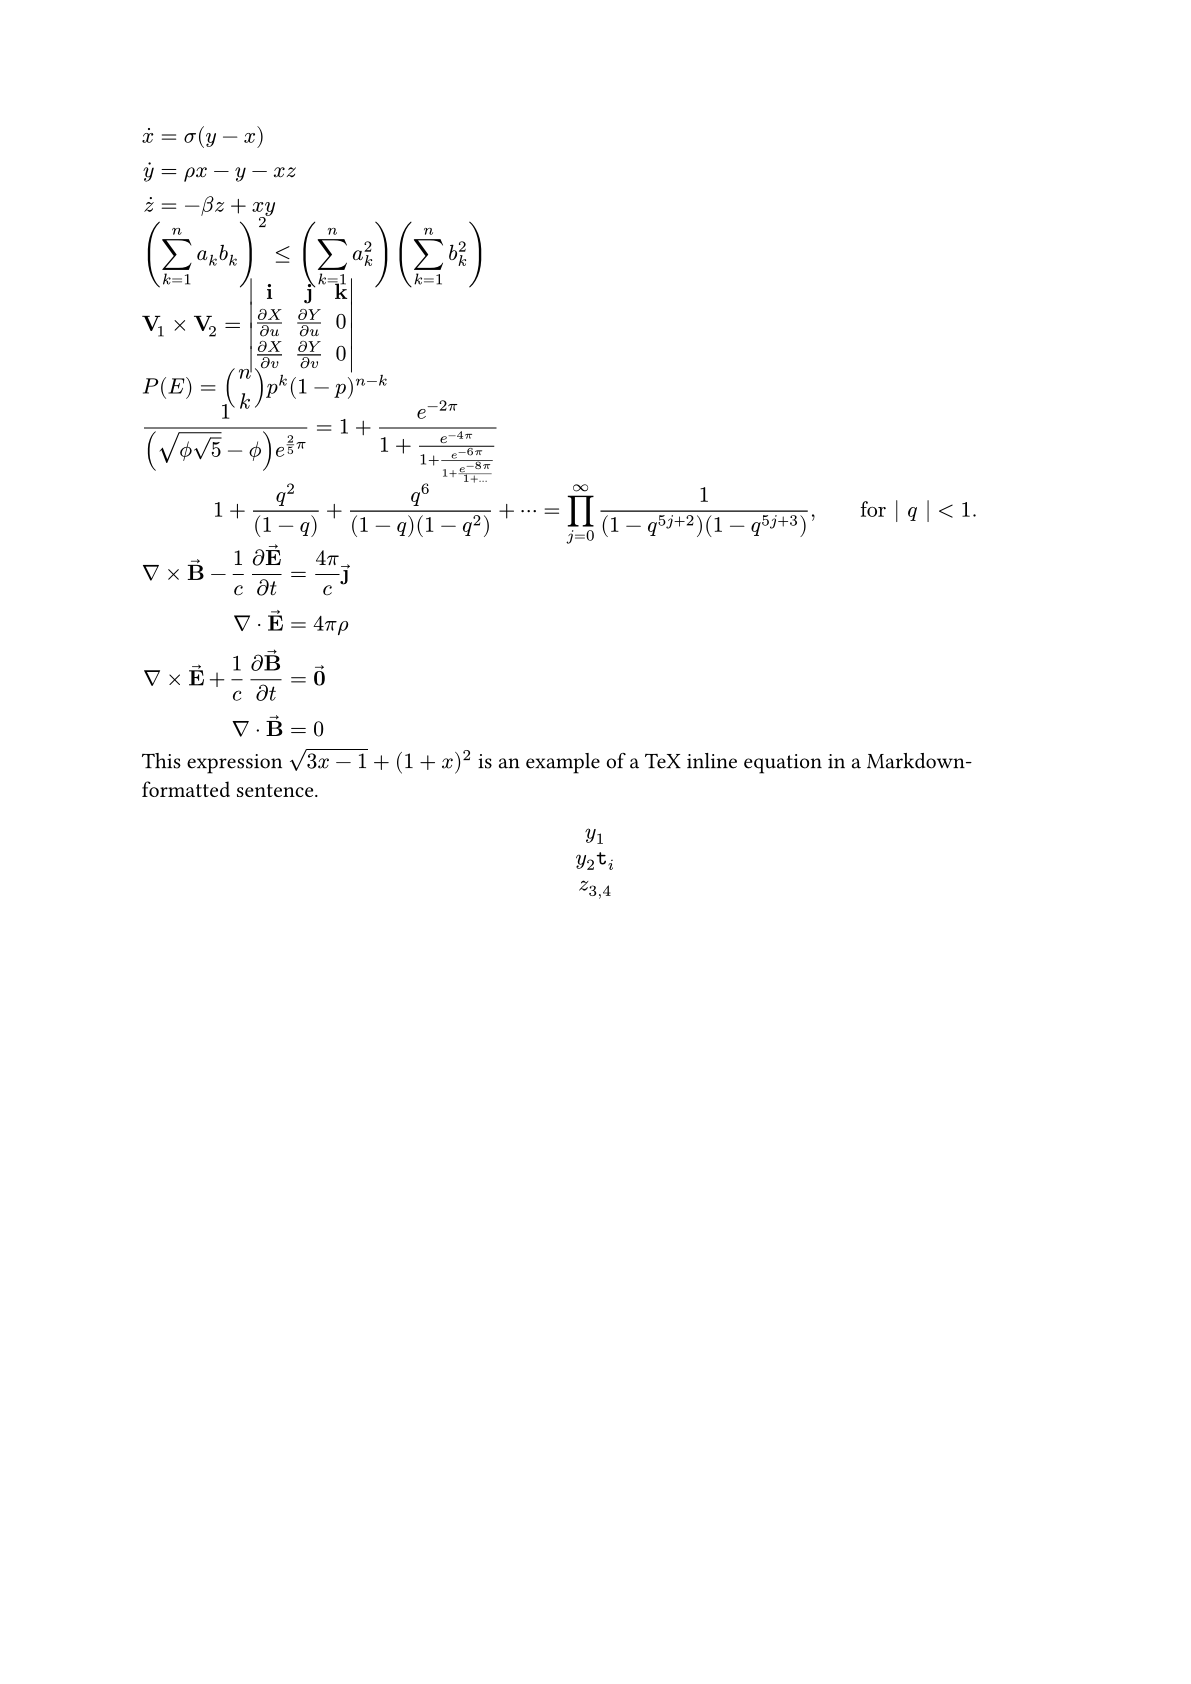 $\dot{x} = \sigma(y - x)$
$\dot{y} = \rho x - y - xz$
$\dot{z} = -\beta z + xy$
$\left(\sum_{k=1}^{n} a_k b_k\right)^2 \leq \left(\sum_{k=1}^{n} a_k^2\right)\left(\sum_{k=1}^{n} b_k^2\right)$
$\mathbf{V}_1 \times \mathbf{V}_2 = \begin{vmatrix} \mathbf{i} & \mathbf{j} & \mathbf{k} \\ \frac{\partial X}{\partial u} & \frac{\partial Y}{\partial u} & 0 \\ \frac{\partial X}{\partial v} & \frac{\partial Y}{\partial v} & 0 \end{vmatrix}$
$P(E) = \binom{n}{k} p^k (1 - p)^{n-k}$
$\frac{1}{\left(\sqrt{\phi\sqrt{5}} - \phi\right) e^{\frac{2}{5}\pi}} = 1 + \frac{e^{-2\pi}}{1 + \frac{e^{-4\pi}}{1 + \frac{e^{-6\pi}}{1 + \frac{e^{-8\pi}}{1 + \ldots}}}}$
$1 + \frac{q^2}{(1 - q)} + \frac{q^6}{(1 - q)(1 - q^2)} + \cdots = \prod_{j=0}^{\infty} \frac{1}{(1 - q^{5j+2})(1 - q^{5j+3})}, \quad \text{for } | q | < 1.$
$\nabla \times \vec{\mathbf{B}} - \frac{1}{c} \frac{\partial \vec{\mathbf{E}}}{\partial t} = \frac{4\pi}{c} \vec{\mathbf{j}}$
$\nabla \cdot \vec{\mathbf{E}} = 4\pi\rho$
$\nabla \times \vec{\mathbf{E}} + \frac{1}{c} \frac{\partial \vec{\mathbf{B}}}{\partial t} = \vec{\mathbf{0}}$
$\nabla \cdot \vec{\mathbf{B}} = 0$
This expression $\sqrt{3x - 1} + (1 + x)^2$ is an example of a TeX inline equation in a Markdown-
formatted sentence.
$y_1$
$y_2 \mathtt{t}_i$
$z_{3,4}$